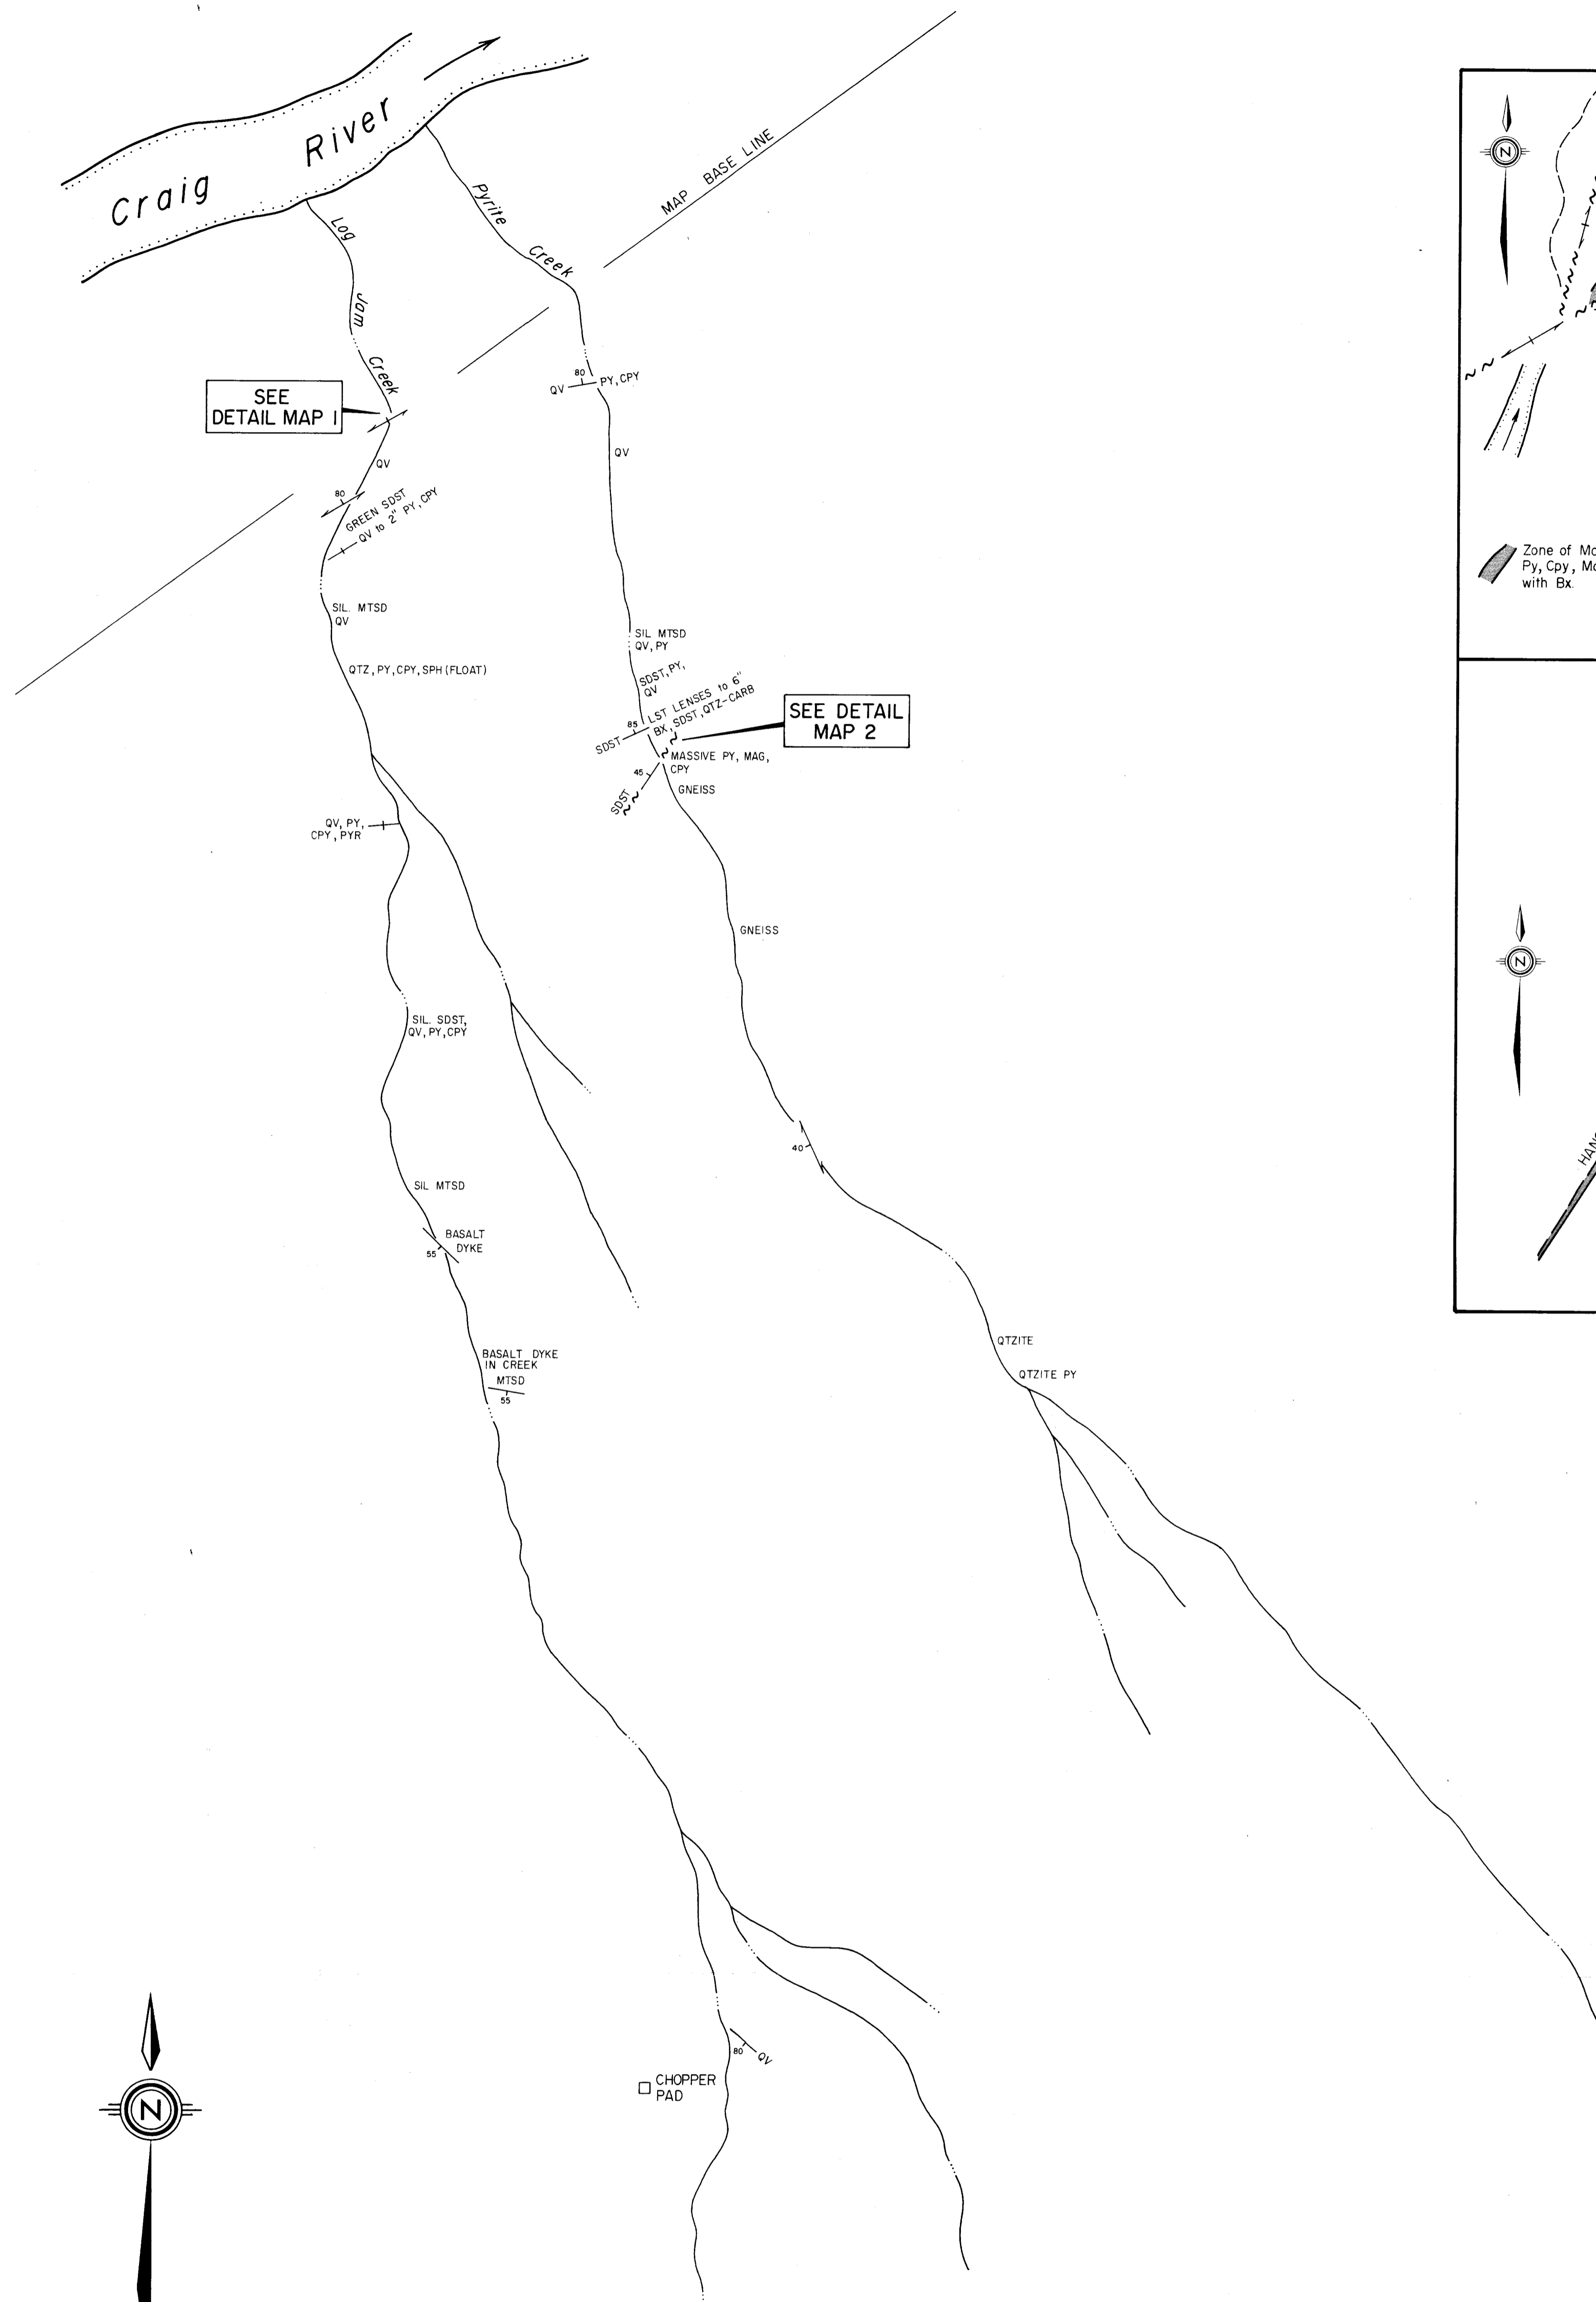 Craig River
Log Jam Creek
Pyrite Creek
MAP BASE LINE
SEE
DETAIL MAP 1
80
QV
PY, CPY
QV
QV
80
GREEN SDST
QV to 2" PY, CPY
SIL. MTSD
QV
QTZ, PY, CPY, SPH (FLOAT)
SIL MTSD
QV, PY
SDST, PY,
QV
LST LENSES to 6"
BX, SDST, QTZ-CARB
85
SDST
SEE DETAIL
MAP 2
MASSIVE PY, MAG,
CPY
45
SDST
GNEISS
QV, PY,
CPY, PYR
GNEISS
SIL. SDST,
QV, PY, CPY
40
SIL MTSD
BASALT
DYKE
55
BASALT DYKE
IN CREEK
MTSD
55
QTZITE
QTZITE PY
80
QV
CHOPPER
PAD
N
N
Zone of
Py, Cpy,
with Bx.
N